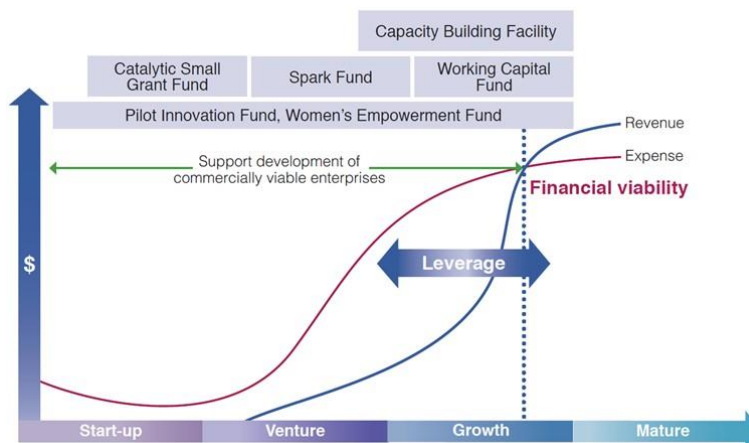 Capacity Building Facility
Catalytic Small
Grant Fund
Spark Fund
Working Capital
Fund
Pilot Innovation Fund, Women's Empowerment Fund
Revenue
Support development of
commercially viable enterprises
Expense
Financial viability
$
Leverage
Start-up
Venture
Growth
Mature